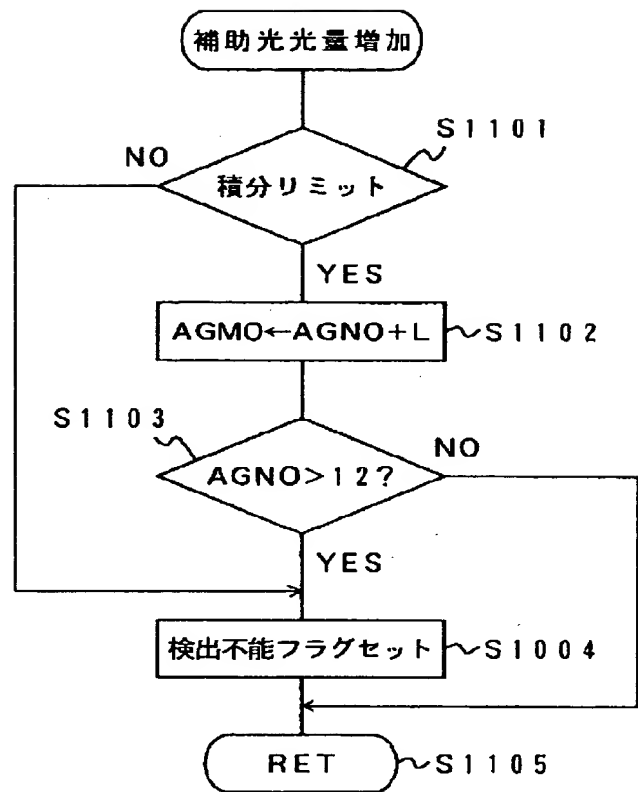 補助光光量増加
S1101
NO
積分リミット
YES
AGMO←AGNO+L
S1102
S1103
NO
AGNO>12?
YES
検出不能フラグセット
S1004
RET
S1105